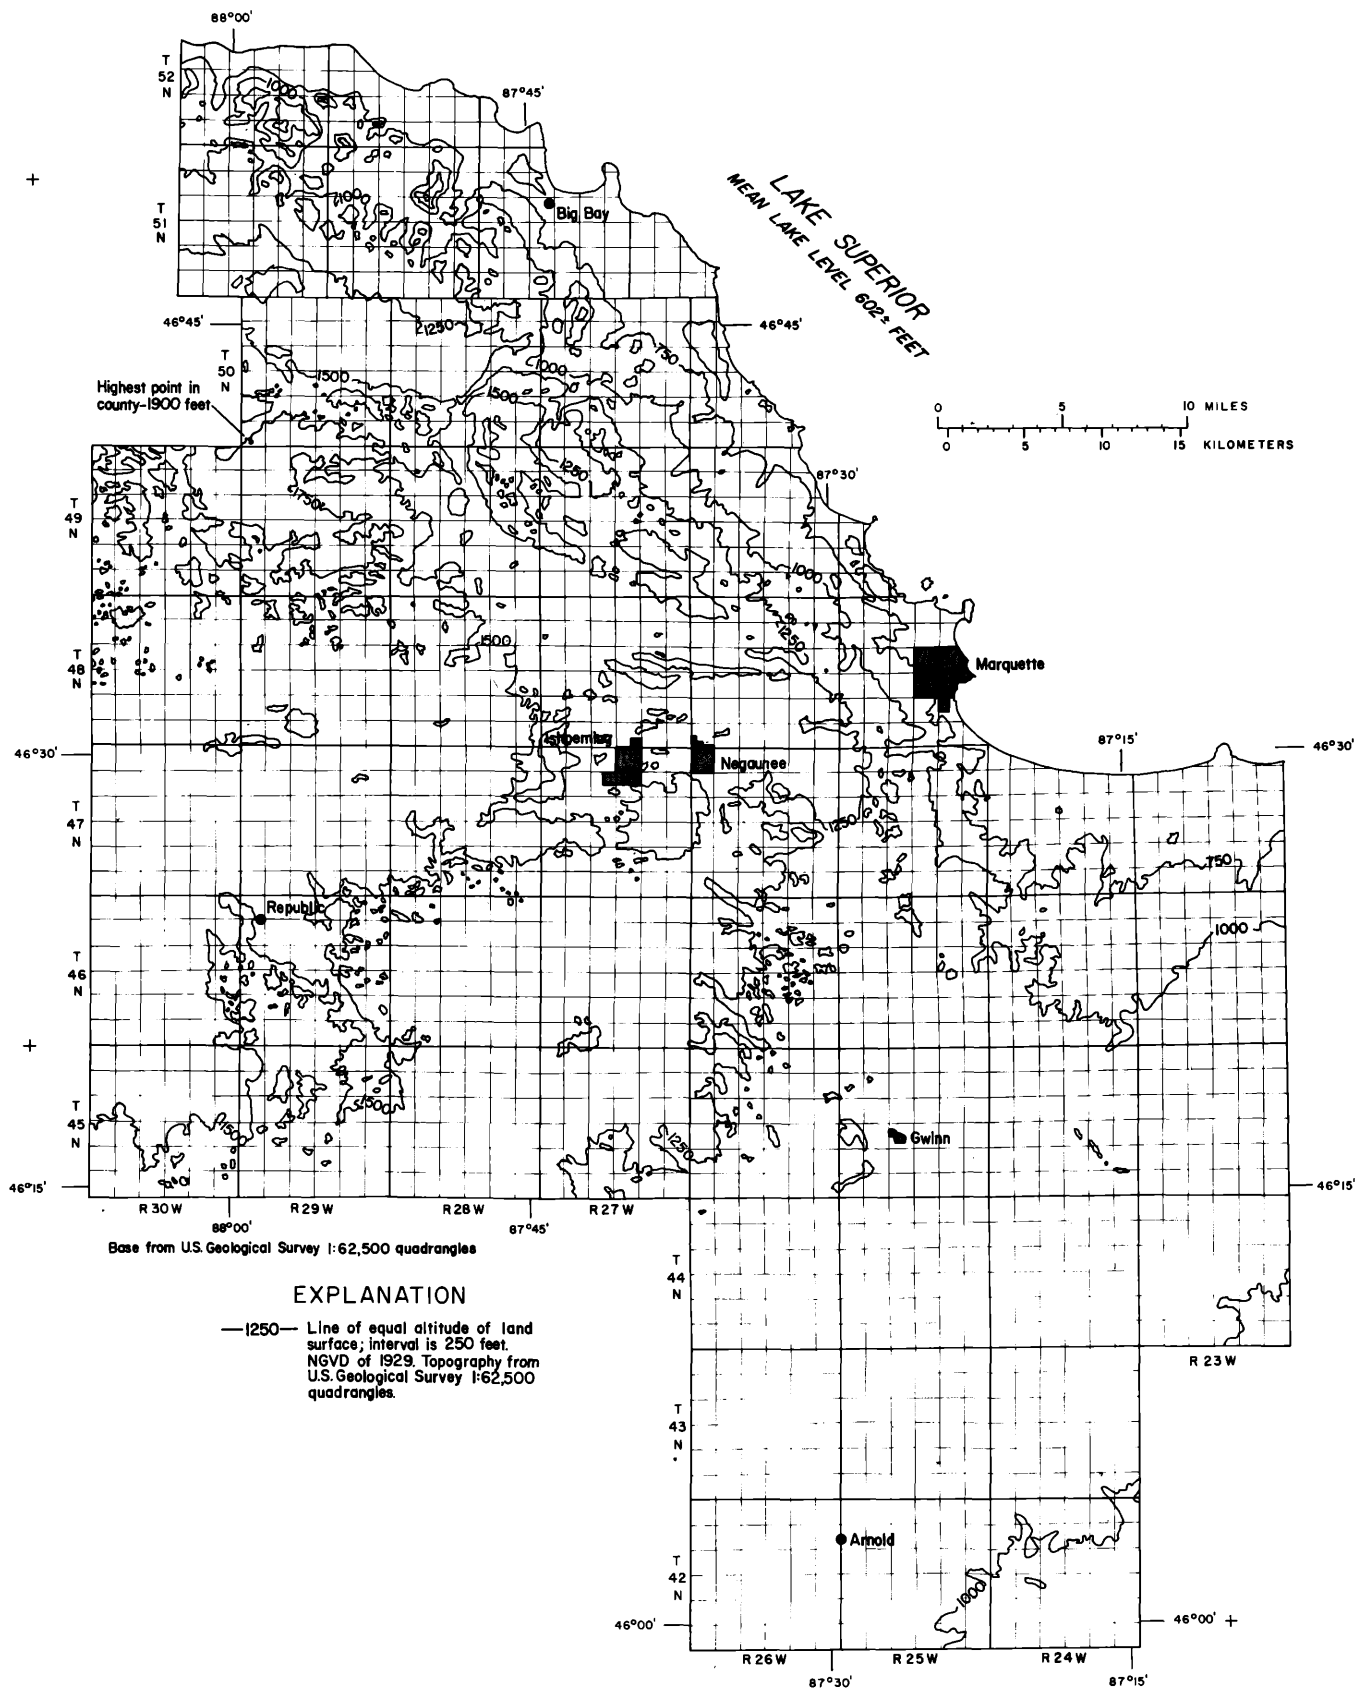 88°00'
T
52
N
1000
87°45'
LAKE SUPERIOR
MEAN LAKE LEVEL 602± FEET
1000
T
51
N
Big Bay
46°45'
1250
46°45'
750
T
50
N
1500
1000
1500
Highest point in
county-1900 feet
0 5 10 MILES
0 5 10 15 KILOMETERS
1250
87°30'
1750
T
49
N
1000
1250
1500
T
48
N
Marquette
Ishpeming
46°30'
Negaunee
87°15'
46°30'
T
47
N
1250
750
Republic
1000
T
46
N
1500
T
45
N
1500
1250
Gwinn
46°15'
46°15'
R 30 W
R 29 W
R 28 W
R 27 W
88°00'
87°45'
Base from U.S. Geological Survey 1:62,500 quadrangles
T
44
N
EXPLANATION
—1250— Line of equal altitude of land
surface; interval is 250 feet.
NGVD of 1929. Topography from
U.S. Geological Survey 1:62,500
quadrangles.
R 23 W
T
43
N
Arnold
T
42
N
1000
46°00'
46°00'
R 26 W
R 25 W
R 24 W
87°30'
87°15'